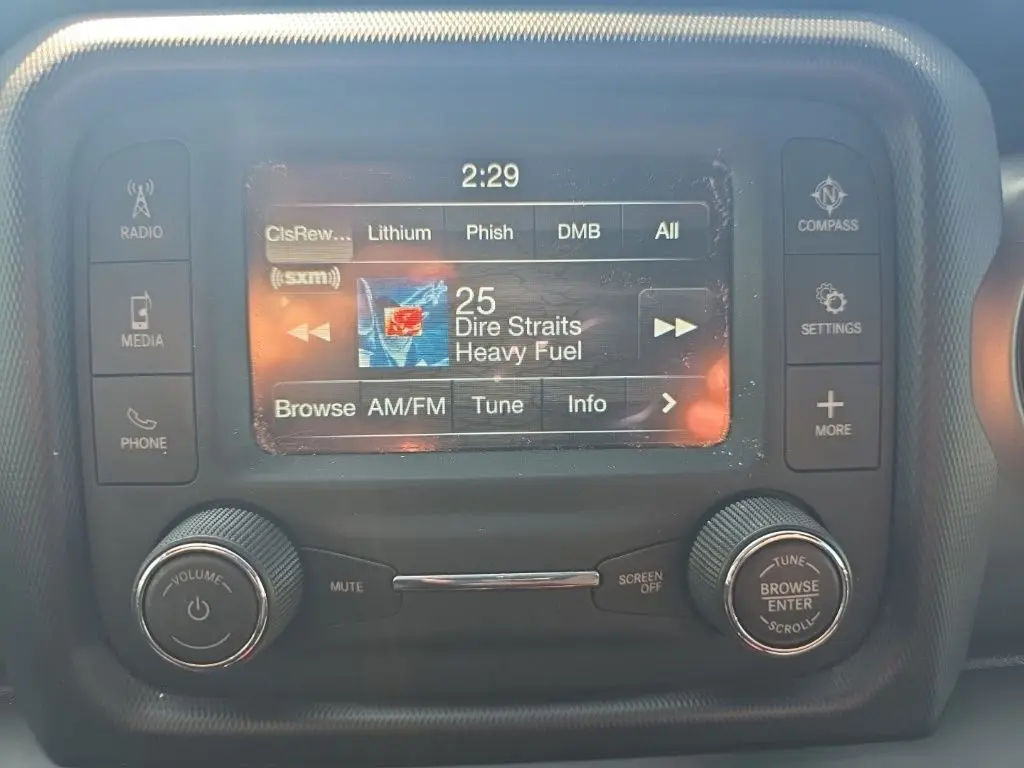 2:29
ClsRew... Lithium Phish DMB All
((sxm))
25
Dire Straits
Heavy Fuel
Browse AM/FM Tune Info >
RADIO
MEDIA
PHONE
N
COMPASS
SETTINGS
MORE
VOLUME
MUTE
SCREEN
OFF
TUNE
BROWSE
ENTER
SCROLL